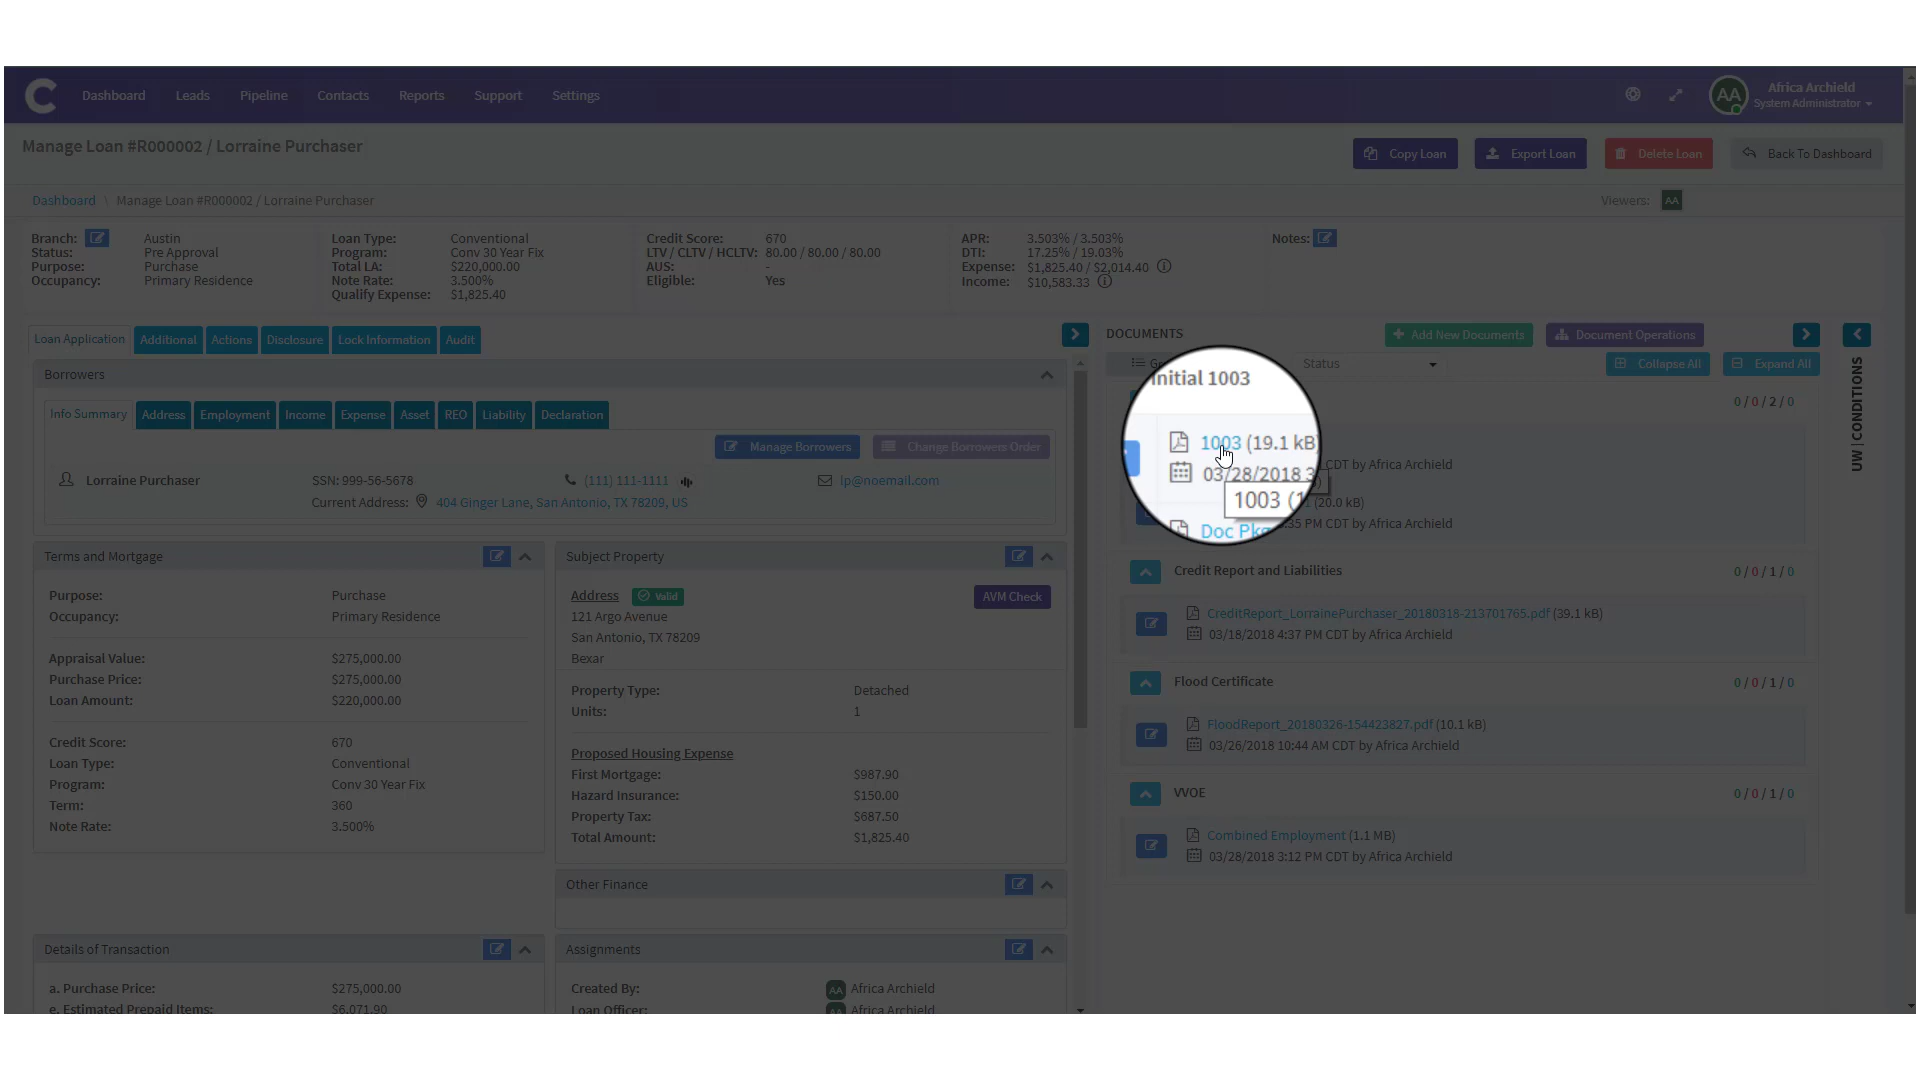 C Dashboard Leads Pipeline Contacts Reports Support Settings
AA Africa Archield
System Administrator
Manage Loan #R000002 / Lorraine Purchaser
Copy Loan Export Loan Delete Loan Back To Dashboard
Dashboard \ Manage Loan #R000002 / Lorraine Purchaser
Viewers: AA
Branch: Austin
Status: Pre Approval
Purpose: Purchase
Occupancy: Primary Residence
Loan Type: Conventional
Program: Conv 30 Year Fix
Total LA: $220,000.00
Note Rate: 3.500%
Qualify Expense: $1,825.40
Credit Score: 670
LTV / CLTV / HCLTV: 80.00 / 80.00 / 80.00
AUS: -
Eligible: Yes
APR: 3.503% / 3.503%
DTI: 17.25% / 19.03%
Expense: $1,825.40 / $2,014.40
Income: $10,583.33
Notes:
Loan Application Additional Actions Disclosure Lock Information Audit
Borrowers
Info Summary Address Employment Income Expense Asset REO Liability Declaration
Manage Borrowers Change Borrowers Order
Lorraine Purchaser SSN: 999-56-5678 (111) 111-1111 lp@noemail.com
Current Address: 404 Ginger Lane, San Antonio, TX 78209, US
Terms and Mortgage
Purpose: Purchase
Occupancy: Primary Residence
Appraisal Value: $275,000.00
Purchase Price: $275,000.00
Loan Amount: $220,000.00
Credit Score: 670
Loan Type: Conventional
Program: Conv 30 Year Fix
Term: 360
Note Rate: 3.500%
Subject Property
Address Valid AVM Check
121 Argo Avenue
San Antonio, TX 78209
Bexar
Property Type: Detached
Units: 1
Proposed Housing Expense
First Mortgage: $987.90
Hazard Insurance: $150.00
Property Tax: $687.50
Total Amount: $1,825.40
Other Finance
Details of Transaction
a. Purchase Price: $275,000.00
e. Estimated Prepaid Items: $6,071.90
Assignments
Created By: AA Africa Archield
Loan Officer: AA Africa Archield
DOCUMENTS Add New Documents Document Operations
Status Collapse All Expand All
Initial 1003 0 / 0 / 2 / 0
1003 (19.1 kB)
03/28/2018 3 CDT by Africa Archield
1003 (1
Doc Pkg (20.0 kB)
:35 PM CDT by Africa Archield
Credit Report and Liabilities 0 / 0 / 1 / 0
CreditReport_LorrainePurchaser_20180318-213701765.pdf (39.1 kB)
03/18/2018 4:37 PM CDT by Africa Archield
Flood Certificate 0 / 0 / 1 / 0
FloodReport_20180326-154423827.pdf (10.1 kB)
03/26/2018 10:44 AM CDT by Africa Archield
VVOE 0 / 0 / 1 / 0
Combined Employment (1.1 MB)
03/28/2018 3:12 PM CDT by Africa Archield
UW | CONDITIONS